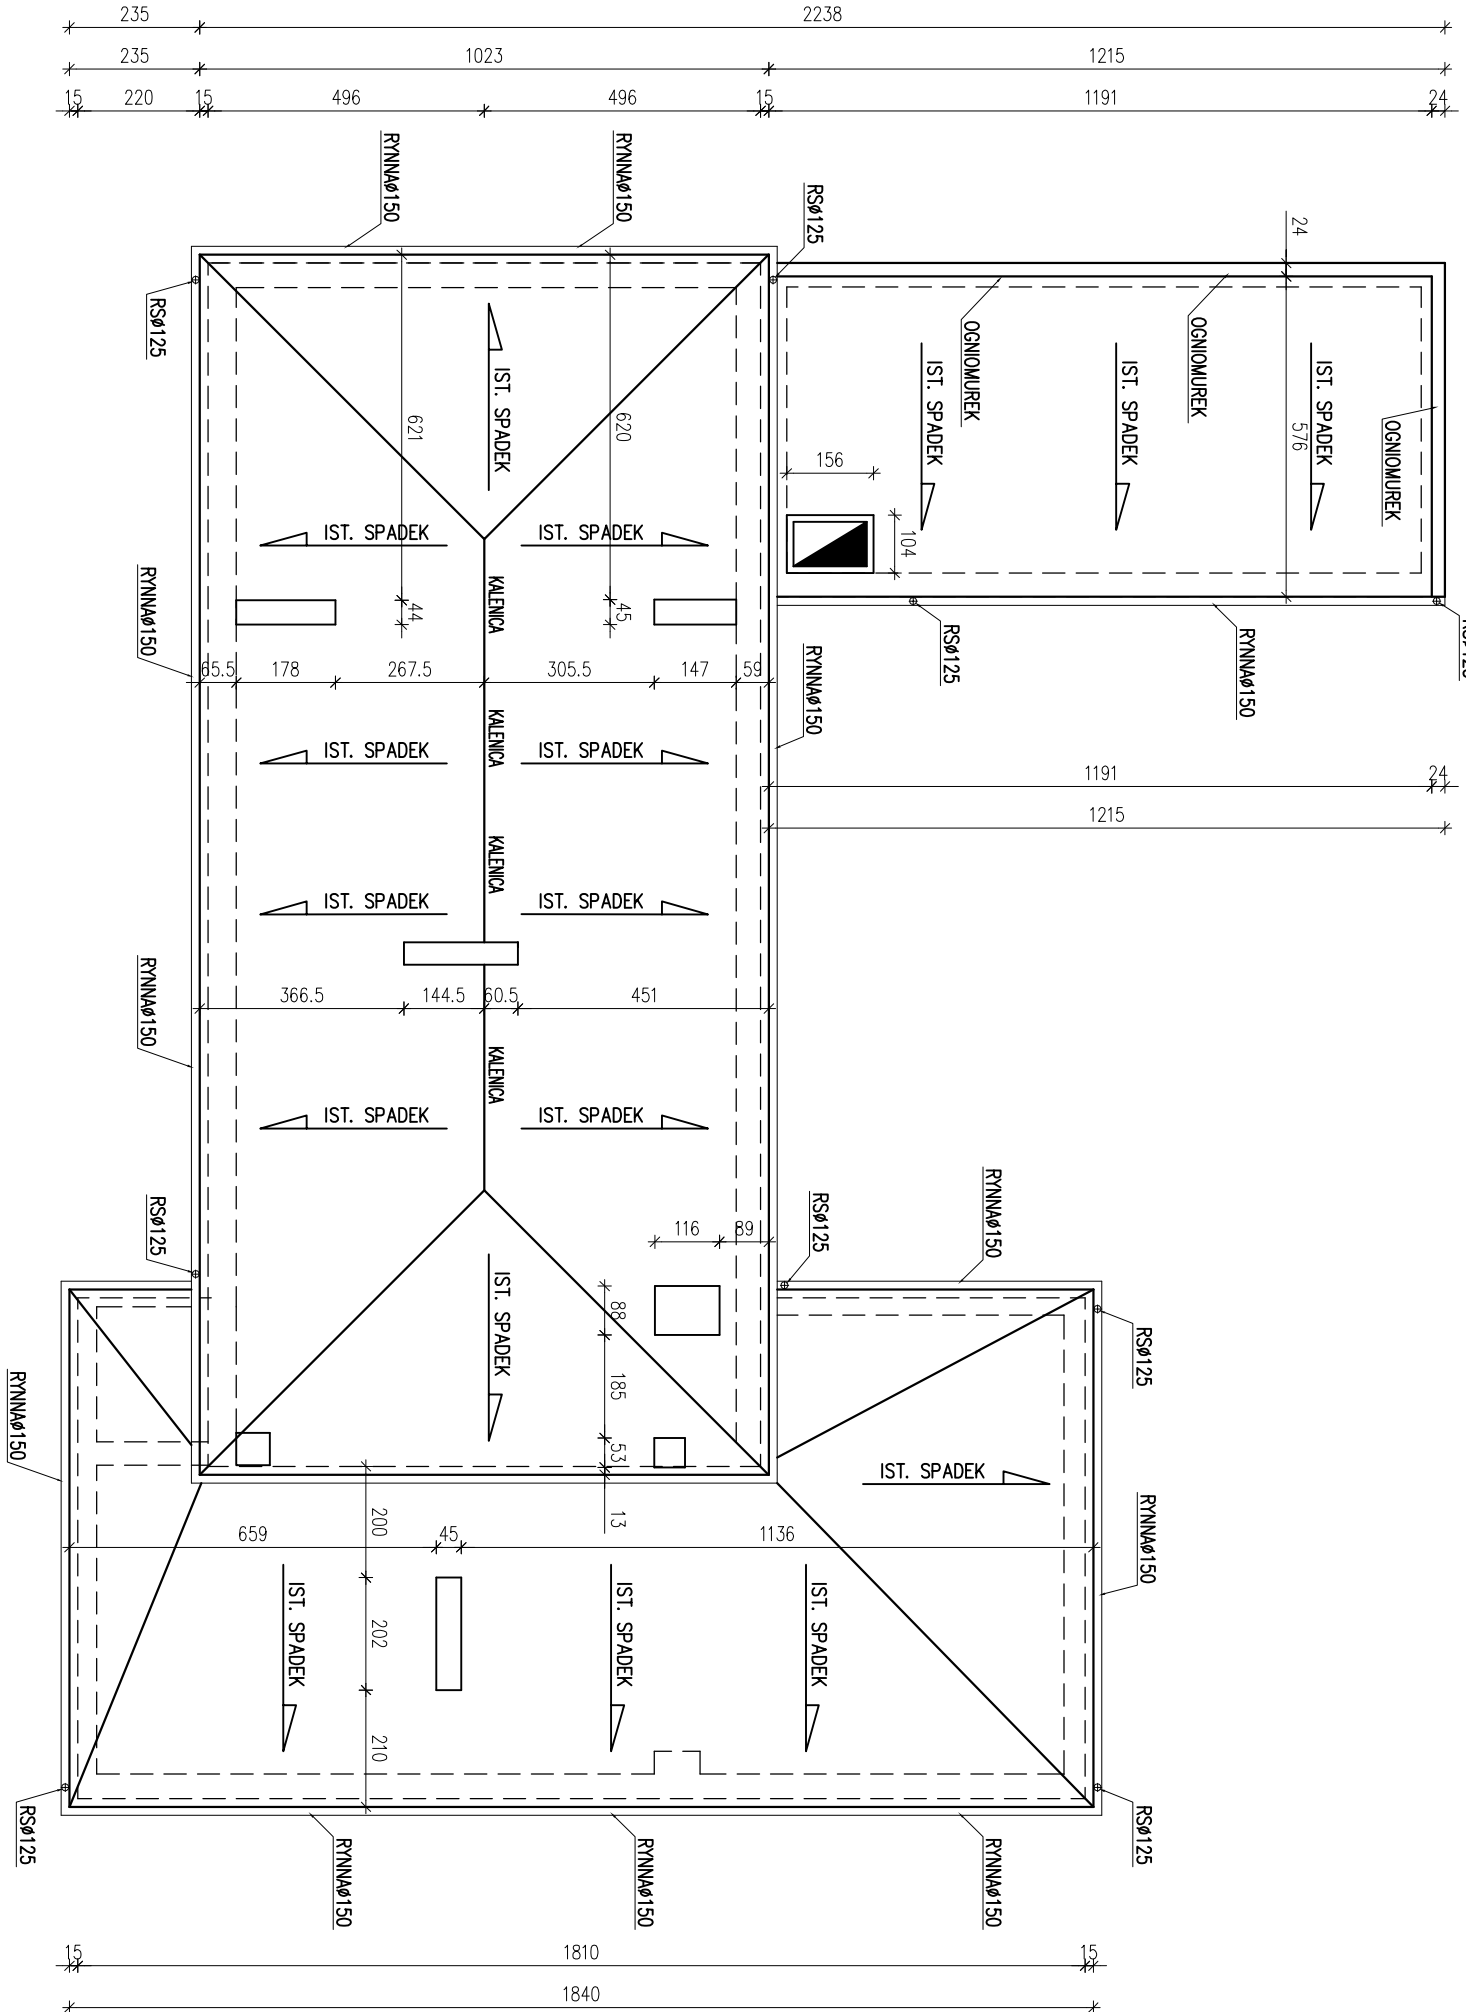 235
2238
235
1023
1215
15
220
15
496
496
15
1191
24
RYNNAø150
RYNNAø150
RSø125
24
RSø125
OGNIOMUREK
OGNIOMUREK
OGNIOMUREK
IST. SPADEK
IST. SPADEK
IST. SPADEK
IST. SPADEK
621
620
576
156
104
IST. SPADEK
IST. SPADEK
RYNNAø150
KALENICA
44
45
RSø125
RYNNAø150
RYNNAø150
65.5
178
267.5
305.5
147
59
KALENICA
IST. SPADEK
IST. SPADEK
1191
24
1215
KALENICA
IST. SPADEK
IST. SPADEK
RYNNAø150
366.5
144.5
60.5
451
KALENICA
IST. SPADEK
IST. SPADEK
RSø125
RSø125
RYNNAø150
116
89
IST. SPADEK
88
RSø125
RYNNAø150
185
53
IST. SPADEK
RYNNAø150
13
200
659
45
1136
IST. SPADEK
IST. SPADEK
IST. SPADEK
202
210
RSø125
RSø125
RYNNAø150
RYNNAø150
RYNNAø150
15
1810
15
1840